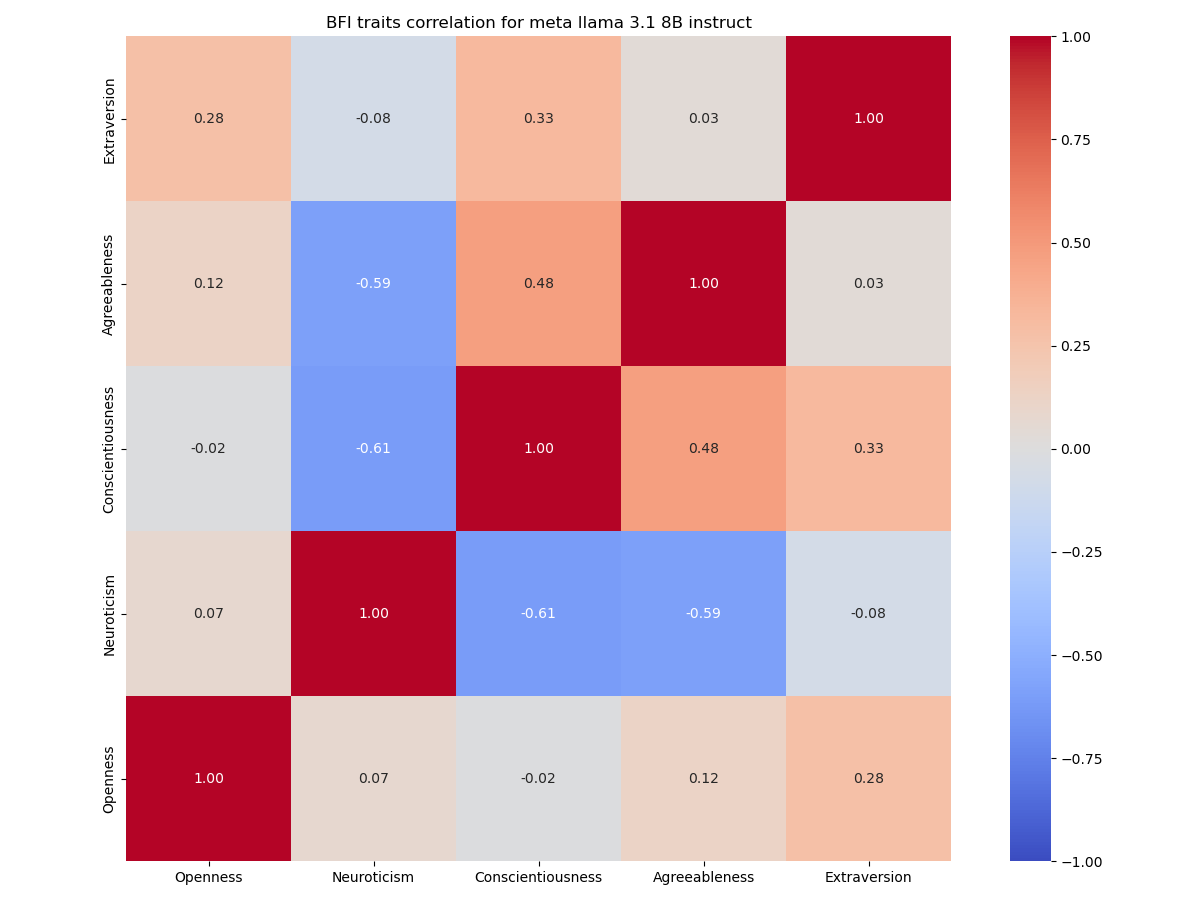 BFI traits correlation for meta llama 3.1 8B instruct
Extraversion 0.28 -0.08 0.33 0.03 1.00
Agreeableness 0.12 -0.59 0.48 1.00 0.03
Conscientiousness -0.02 -0.61 1.00 0.48 0.33
Neuroticism 0.07 1.00 -0.61 -0.59 -0.08
Openness 1.00 0.07 -0.02 0.12 0.28
Openness Neuroticism Conscientiousness Agreeableness Extraversion
1.00
0.75
0.50
0.25
0.00
−0.25
−0.50
−0.75
−1.00